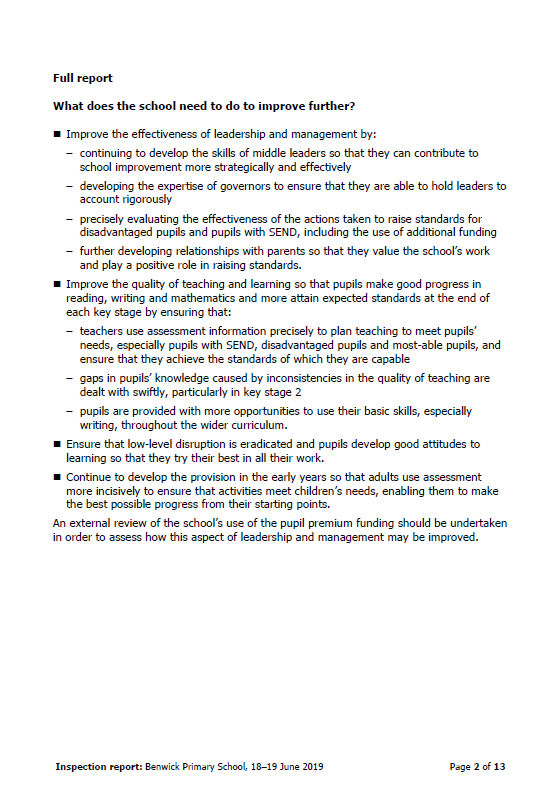 Full report
What does the school need to do to improve further?
■ Improve the effectiveness of leadership and management by:
– continuing to develop the skills of middle leaders so that they can contribute to
school improvement more strategically and effectively
– developing the expertise of governors to ensure that they are able to hold leaders to
account rigorously
– precisely evaluating the effectiveness of the actions taken to raise standards for
disadvantaged pupils and pupils with SEND, including the use of additional funding
– further developing relationships with parents so that they value the school's work
and play a positive role in raising standards.
■ Improve the quality of teaching and learning so that pupils make good progress in
reading, writing and mathematics and more attain expected standards at the end of
each key stage by ensuring that:
– teachers use assessment information precisely to plan teaching to meet pupils'
needs, especially pupils with SEND, disadvantaged pupils and most-able pupils, and
ensure that they achieve the standards of which they are capable
– gaps in pupils' knowledge caused by inconsistencies in the quality of teaching are
dealt with swiftly, particularly in key stage 2
– pupils are provided with more opportunities to use their basic skills, especially
writing, throughout the wider curriculum.
■ Ensure that low-level disruption is eradicated and pupils develop good attitudes to
learning so that they try their best in all their work.
■ Continue to develop the provision in the early years so that adults use assessment
more incisively to ensure that activities meet children's needs, enabling them to make
the best possible progress from their starting points.
An external review of the school's use of the pupil premium funding should be undertaken
in order to assess how this aspect of leadership and management may be improved.
Inspection report: Benwick Primary School, 18–19 June 2019 Page 2 of 13